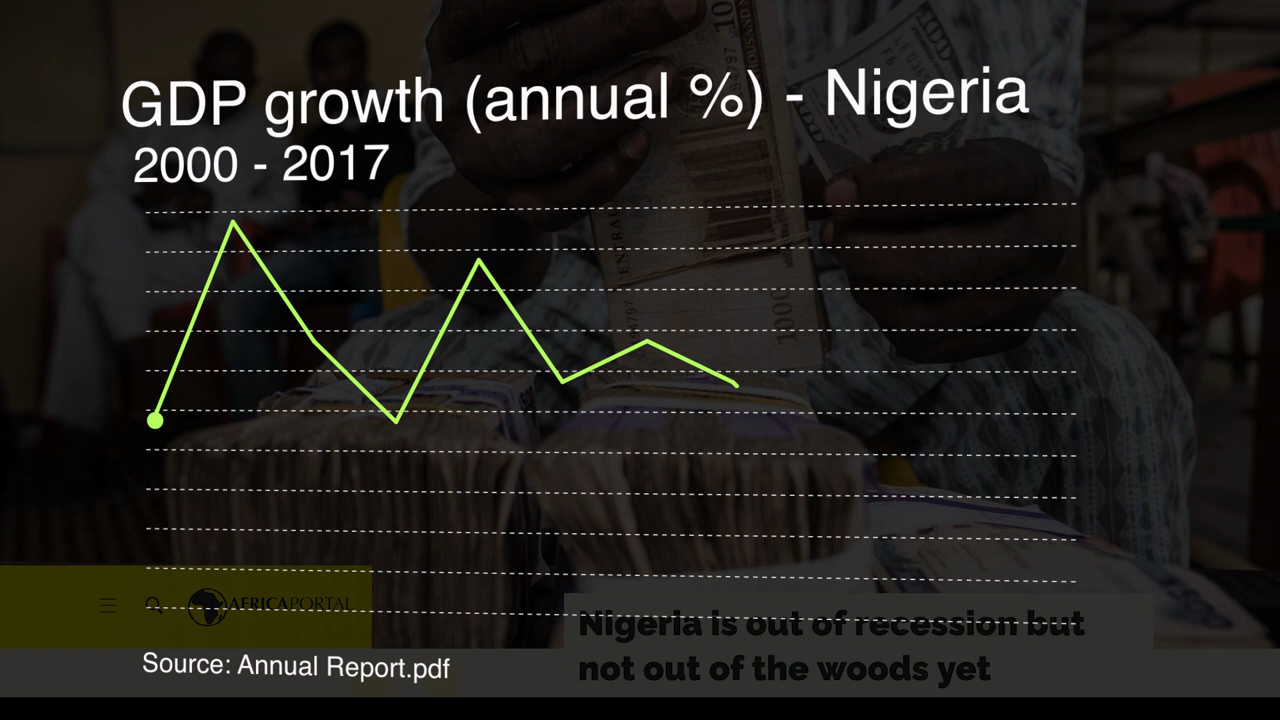 GDP growth (annual %) - Nigeria
2000 - 2017
AFRICAPORTAL
Nigeria is out of recession but
not out of the woods yet
Source: Annual Report.pdf